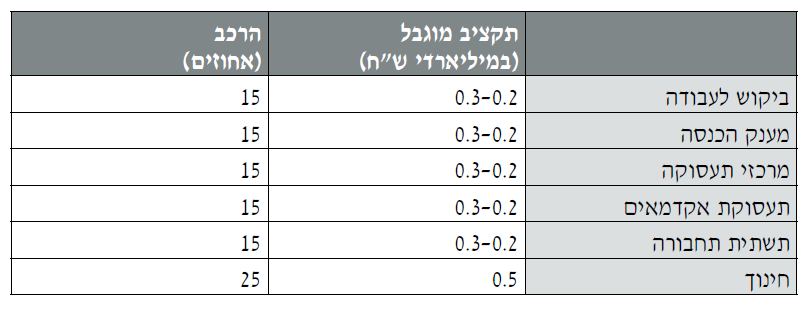 תקציב מוגבל הרכב
(במיליארדי ש"ח) (אחוזים)
ביקוש לעבודה 0.3-0.2 15
מענק הכנסה 0.3-0.2 15
מרכזי תעסוקה 0.3-0.2 15
תעסוקת אקדמאים 0.3-0.2 15
תשתית תחבורה 0.3-0.2 15
חינוך 0.5 25